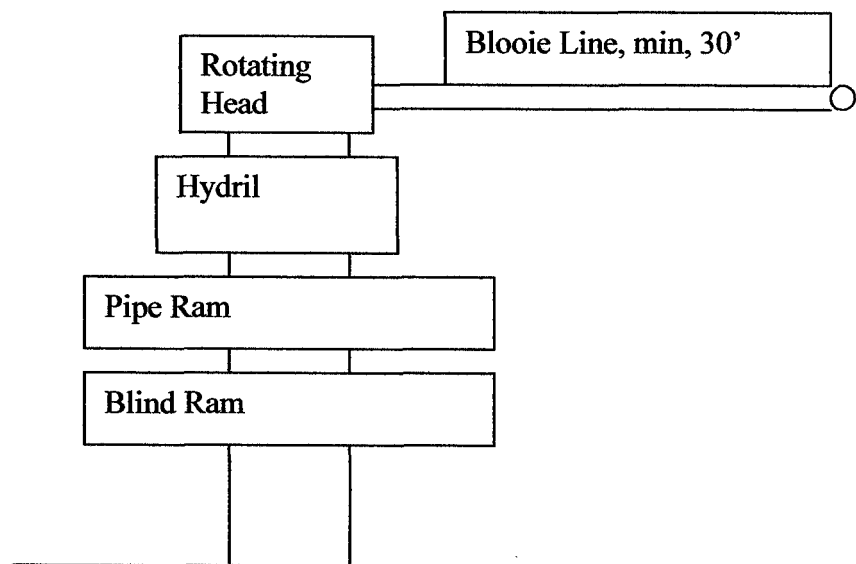 Blooie Line, min, 30’
Rotating
Head
Hydril
Pipe Ram
Blind Ram